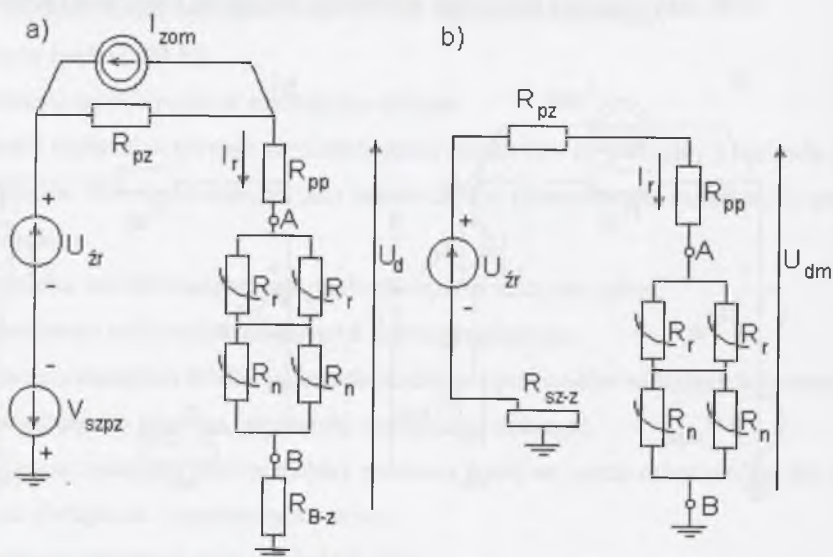 a)
I_zom
R_pz
I_r
R_pp
A
+
U_źr
-
R_r
R_r
U_d
R_n
R_n
V_szpz
+
B
R_B-z
b)
R_pz
I_r
R_pp
A
+
U_źr
-
U_dm
R_r
R_r
R_sz-z
R_n
R_n
B